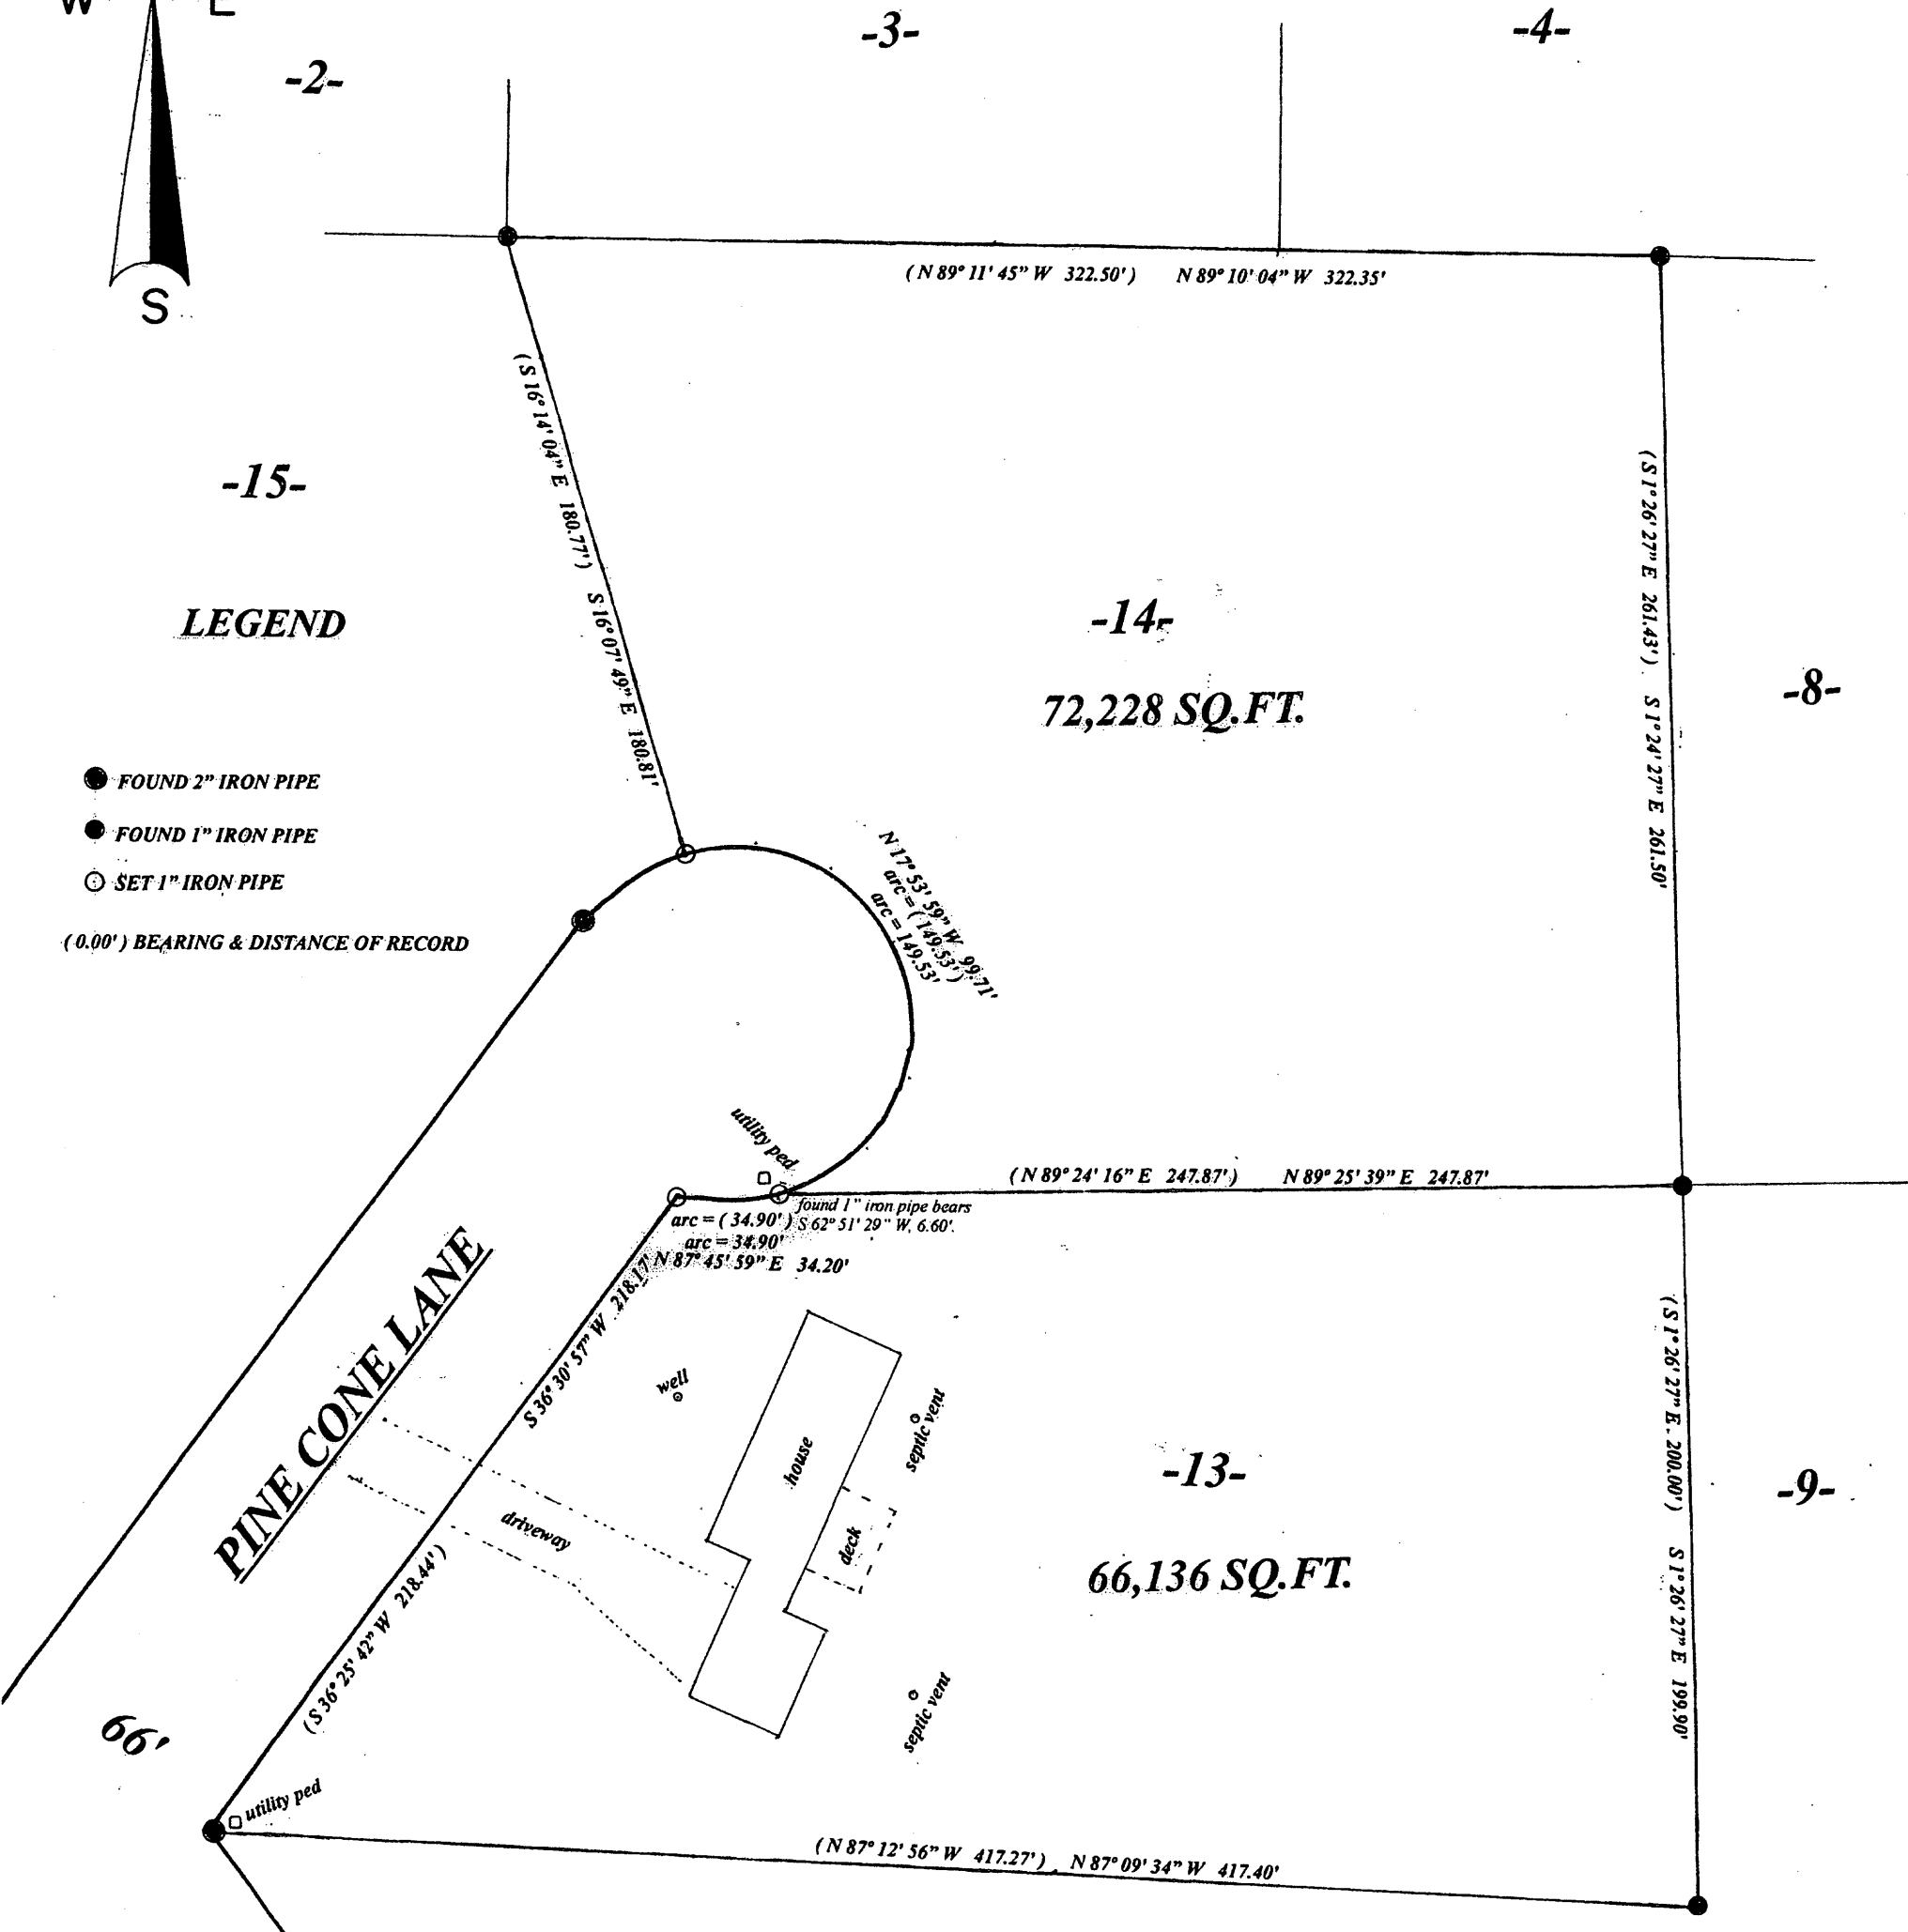 W E
-2-
-3-
-4-
S
(N 89° 11' 45" W 322.50') N 89° 10' 04" W 322.35'
(S 16° 14' 04" E 180.77') S 16° 07' 49" E 180.81'
(S 1° 26' 27" E 261.43') S 1° 24' 27" E 261.50'
-15-
LEGEND
FOUND 2" IRON PIPE
FOUND 1" IRON PIPE
SET 1" IRON PIPE
(0.00') BEARING & DISTANCE OF RECORD
-14-
72,228 SQ.FT.
-8-
N 17° 53' 59" W 99.71'
arc = (149.53')
arc = 149.53'
utility ped
(N 89° 24' 16" E 247.87') N 89° 25' 39" E 247.87'
found 1" iron pipe bears
S 62° 51' 29" W, 6.60'.
arc = (34.90')
arc = 34.90'
N 87° 45' 59" E 34.20'
S 36° 30' 57" W 218.17'
(S 36° 25' 42" W 218.44')
PINE CONE LANE
66'
well
house
septic vent
deck
driveway
septic vent
-13-
66,136 SQ.FT.
(S 1° 26' 27" E 200.00') S 1° 26' 27" E 199.90'
-9-
utility ped
(N 87° 12' 56" W 417.27') N 87° 09' 34" W 417.40'